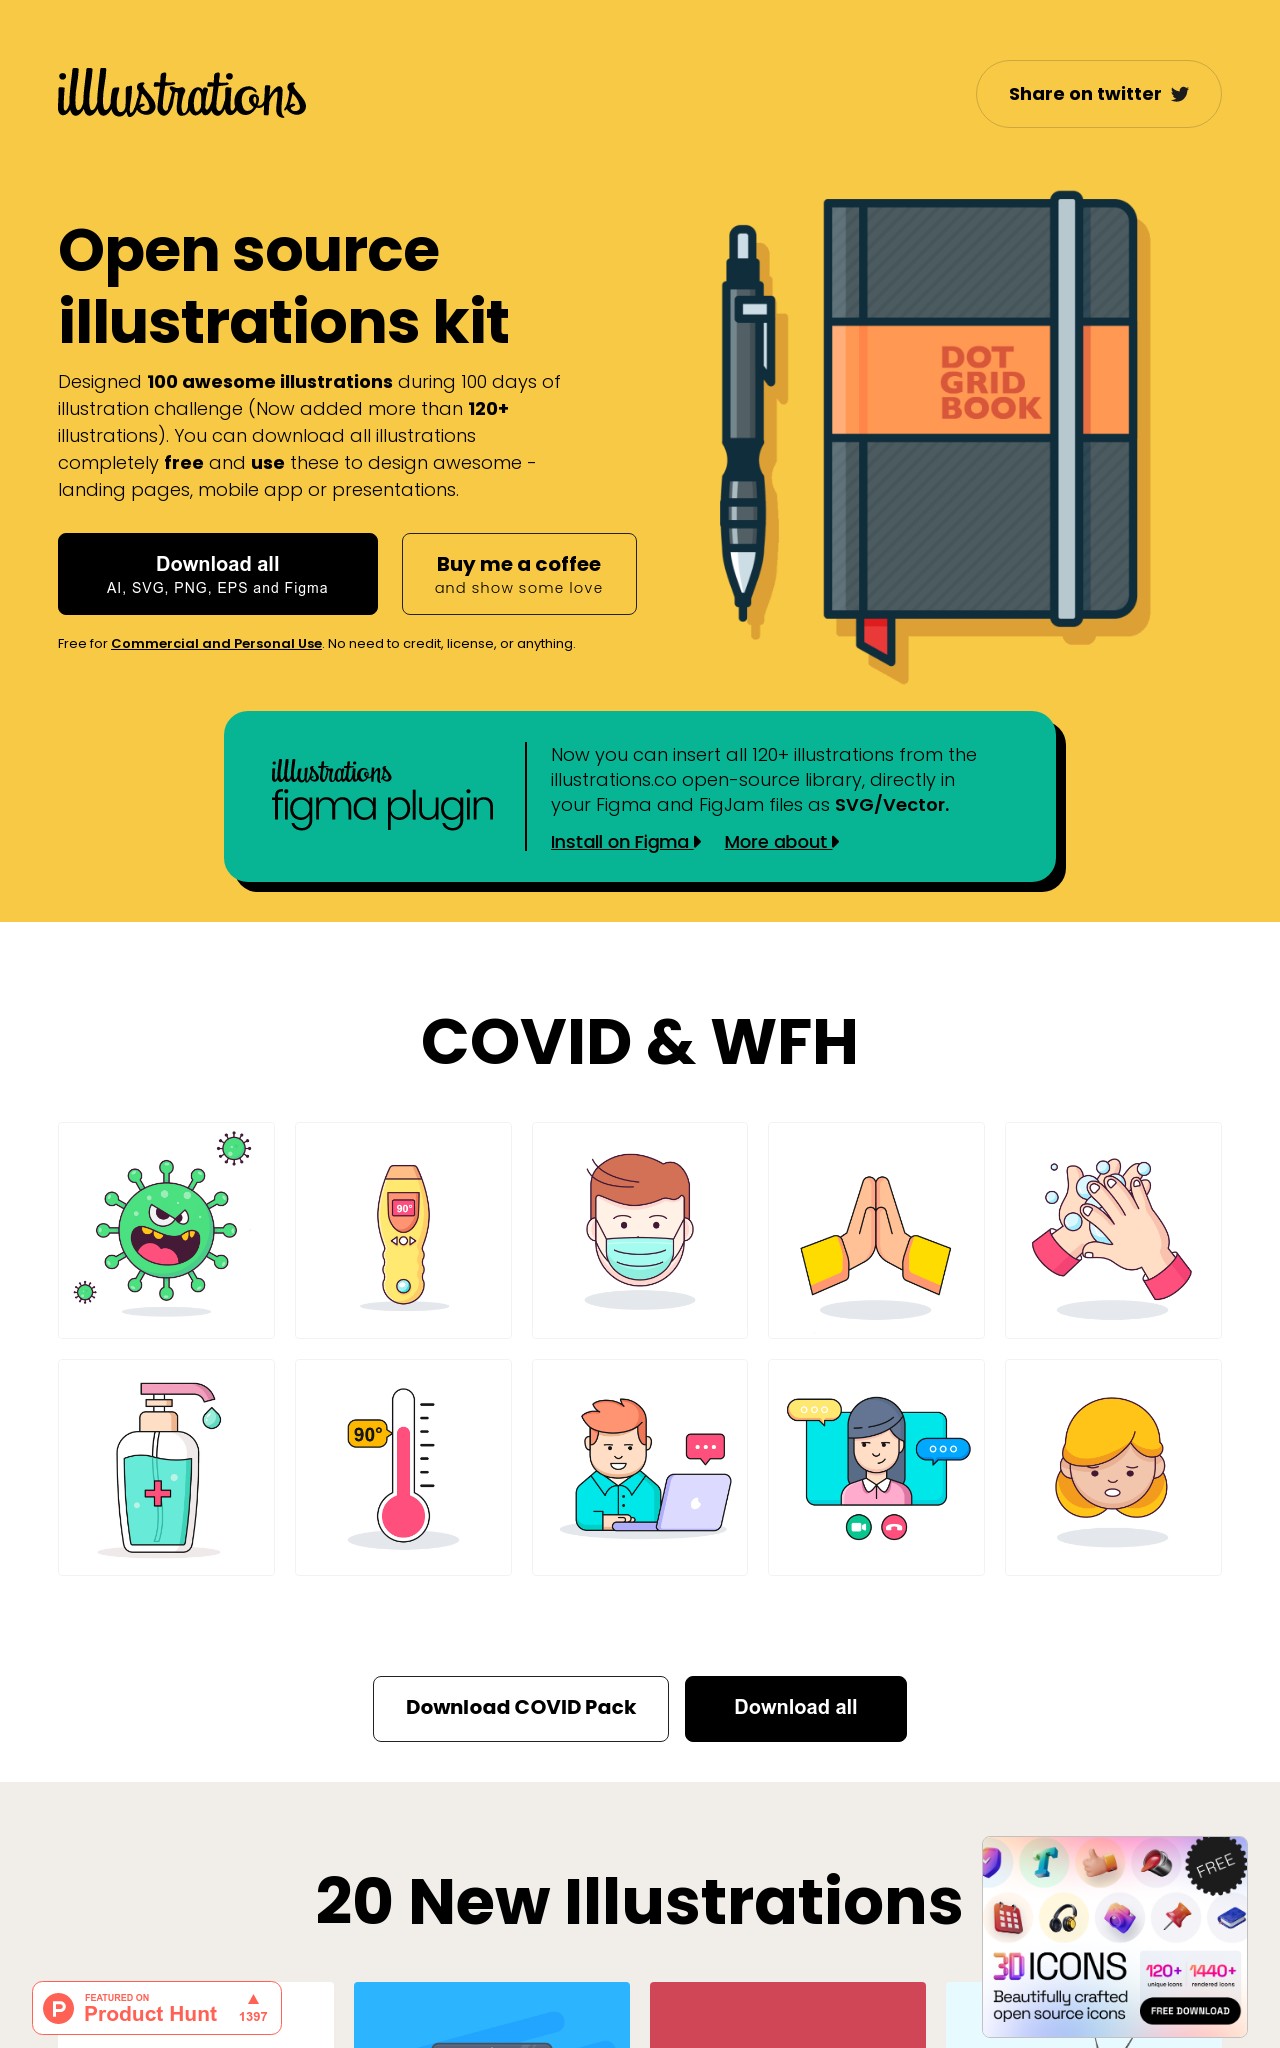 illlustrations
Share on twitter
Open source
illustrations kit
Designed 100 awesome illustrations during 100 days of
illustration challenge (Now added more than 120+
illustrations). You can download all illustrations
completely free and use these to design awesome -
landing pages, mobile app or presentations.
Download all
AI, SVG, PNG, EPS and Figma
Buy me a coffee
and show some love
Free for Commercial and Personal Use. No need to credit, license, or anything.
DOT
GRID
BOOK
illlustrations
figma plugin
Now you can insert all 120+ illustrations from the
illustrations.co open-source library, directly in
your Figma and FigJam files as SVG/Vector.
Install on Figma
More about
COVID & WFH
90°
90°
Download COVID Pack
Download all
20 New Illustrations
FREE
3D ICONS
Beautifully crafted
open source icons
120+
unique icons
1440+
rendered icons
FREE DOWNLOAD
P
FEATURED ON
Product Hunt
1397